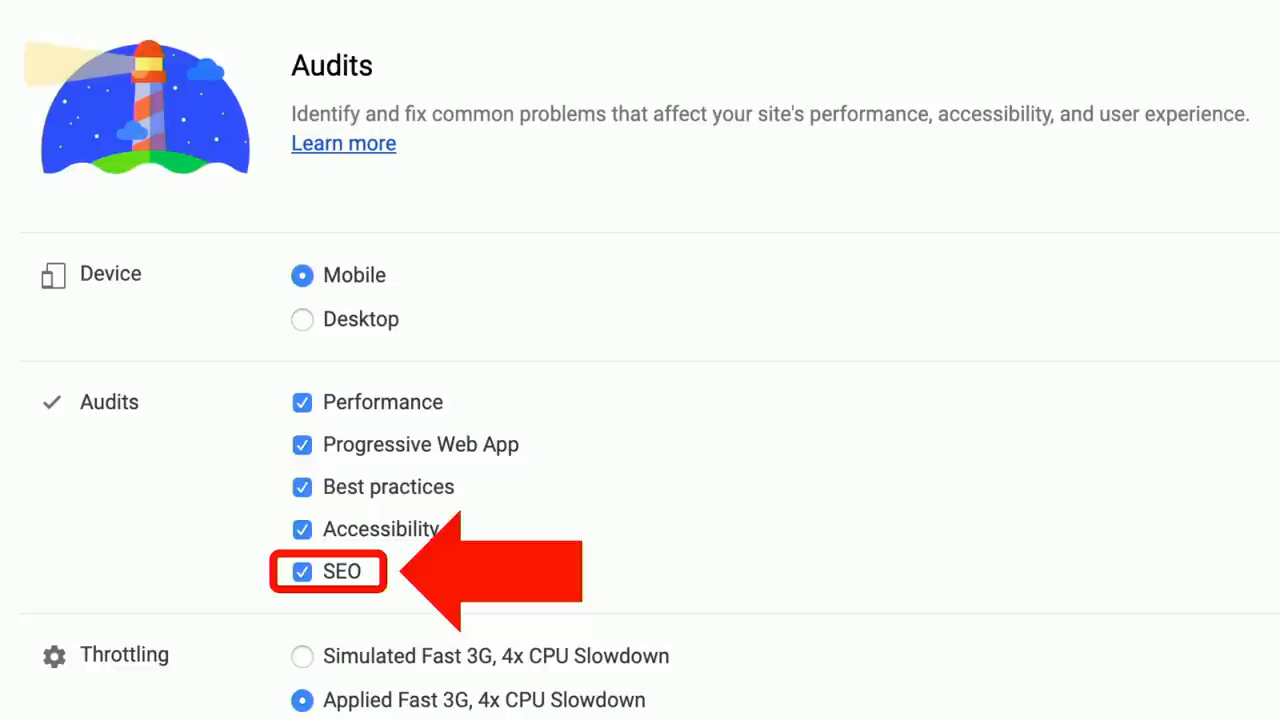 Audits
Identify and fix common problems that affect your site's performance, accessibility, and user experience.
Learn more
Device
Mobile
Desktop
Audits
Performance
Progressive Web App
Best practices
Accessibility
SEO
Throttling
Simulated Fast 3G, 4x CPU Slowdown
Applied Fast 3G, 4x CPU Slowdown